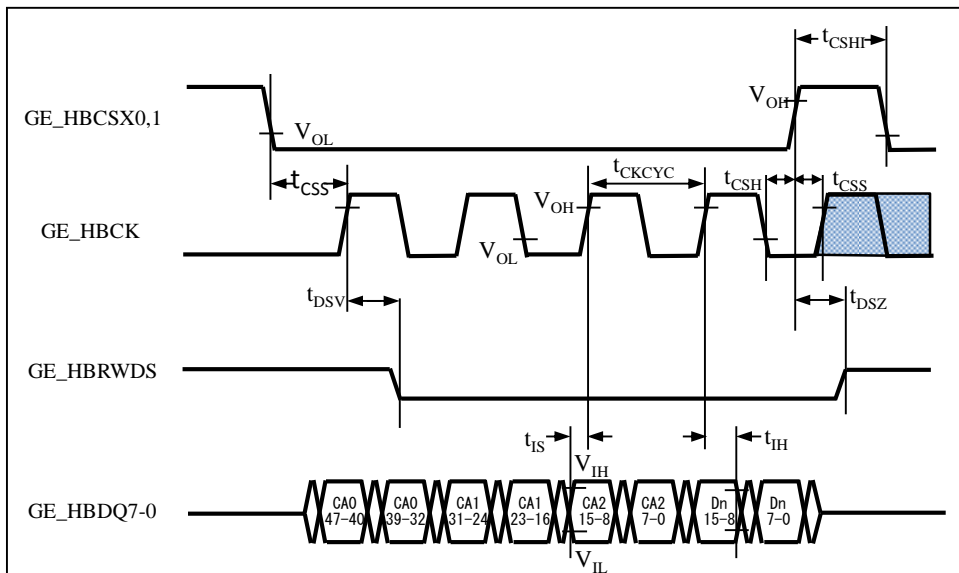 tCSHI
GE_HBCSX0,1
VOH
VOL
tCSS
tCKCYC
tCSH
tCSS
GE_HBCK
VOH
VOL
tDSV
tDSZ
GE_HBRWDS
tIS
tIH
VIH
GE_HBDQ7-0
CA0 CA0 CA1 CA1 CA2 CA2 Dn Dn
47-40 39-32 31-24 23-16 15-8 7-0 15-8 7-0
VIL